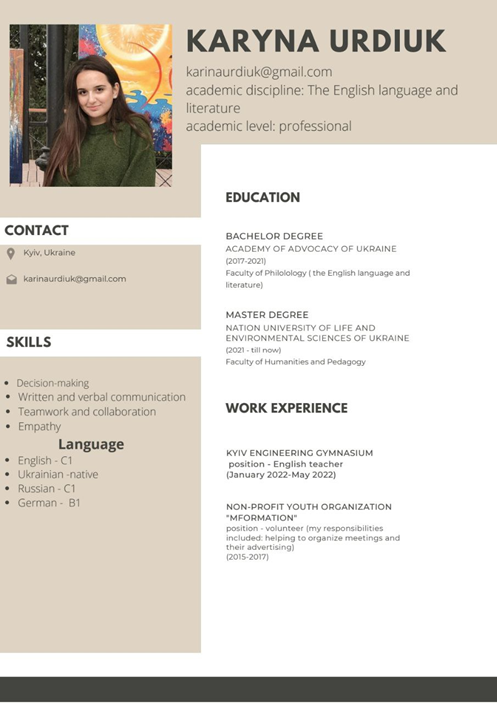 KARYNA URDIUK
karinaurdiuk@gmail.com
academic discipline: The English language and
literature
academic level: professional
CONTACT
Kyiv, Ukraine
karinaurdiuk@gmail.com
SKILLS
Decision-making
Written and verbal communication
Teamwork and collaboration
Empathy
Language
English - C1
Ukrainian -native
Russian - C1
German - B1
EDUCATION
BACHELOR DEGREE
ACADEMY OF ADVOCACY OF UKRAINE
(2017-2021)
Faculty of Philolology ( the English language and
literature)
MASTER DEGREE
NATION UNIVERSITY OF LIFE AND
ENVIRONMENTAL SCIENCES OF UKRAINE
(2021 - till now)
Faculty of Humanities and Pedagogy
WORK EXPERIENCE
KYIV ENGINEERING GYMNASIUM
position - English teacher
(January 2022-May 2022)
NON-PROFIT YOUTH ORGANIZATION
"MFORMATION"
position - volunteer (my responsibilities
included: helping to organize meetings and
their advertising)
(2015-2017)